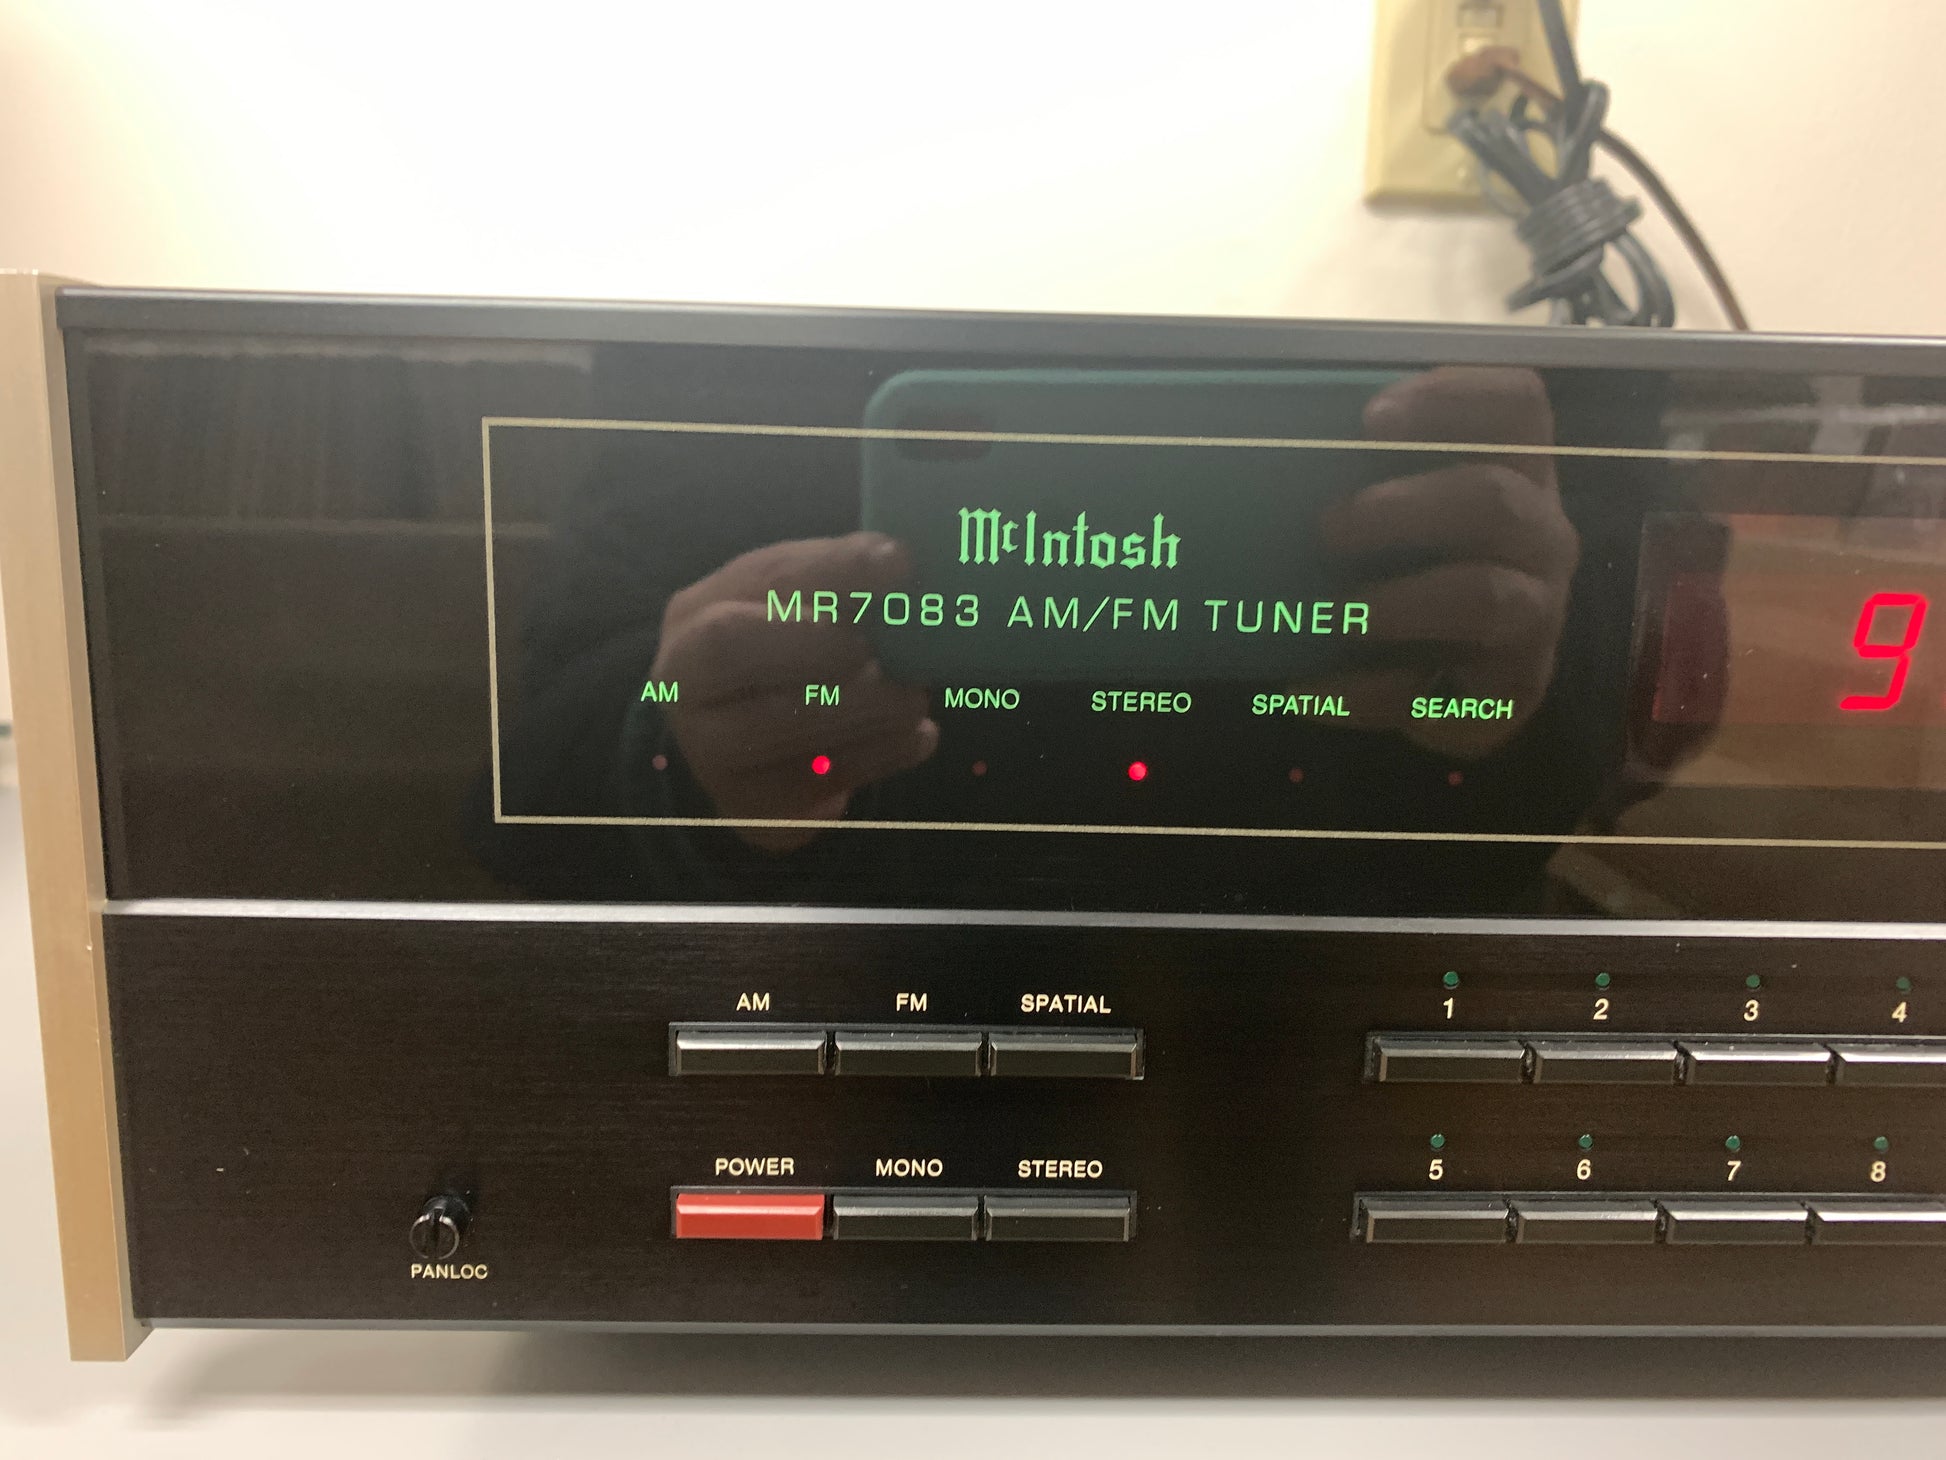 McIntosh
MR7083 AM/FM TUNER
AM FM MONO STEREO SPATIAL SEARCH
9
AM FM SPATIAL
1 2 3 4
POWER MONO STEREO
5 6 7 8
PANLOC